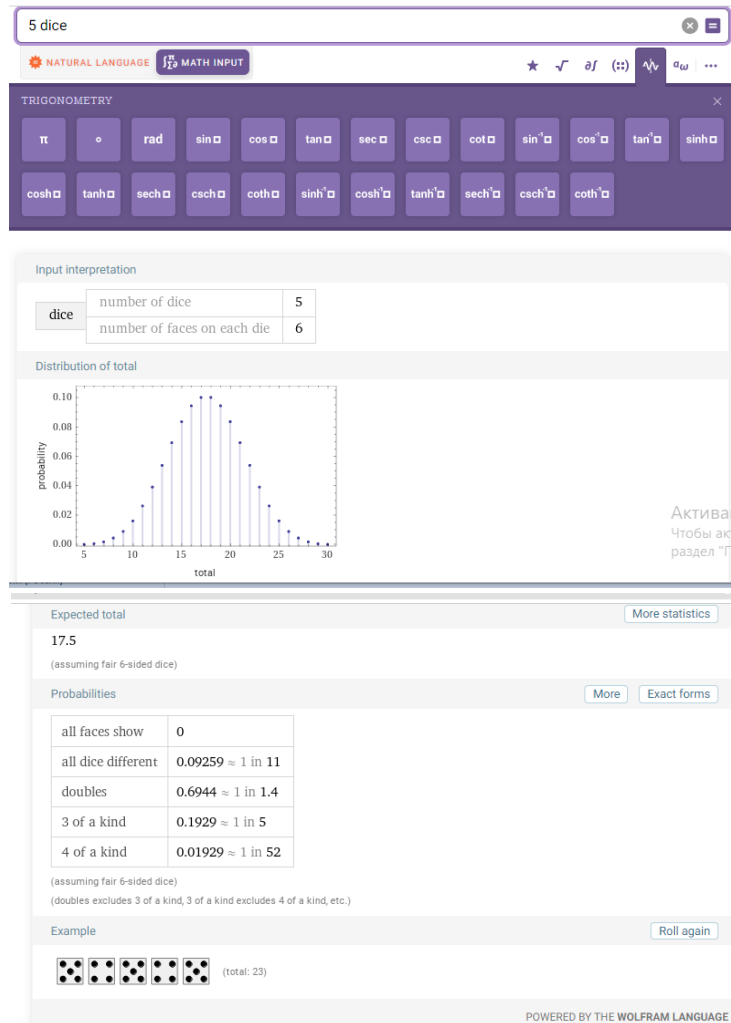 5 dice
NATURAL LANGUAGE MATH INPUT
TRIGONOMETRY
π ° rad sin cos tan sec csc cot sin⁻¹ cos⁻¹ tan⁻¹ sinh
cosh tanh sech csch coth sinh⁻¹ cosh⁻¹ tanh⁻¹ sech⁻¹ csch⁻¹ coth⁻¹
Input interpretation
dice
number of dice 5
number of faces on each die 6
Distribution of total
0.10
0.08
0.06
0.04
0.02
0.00
probability
5 10 15 20 25 30
total
Актива
Чтобы ак
раздел "П
Expected total More statistics
17.5
(assuming fair 6-sided dice)
Probabilities More Exact forms
all faces show 0
all dice different 0.09259 ≈ 1 in 11
doubles 0.6944 ≈ 1 in 1.4
3 of a kind 0.1929 ≈ 1 in 5
4 of a kind 0.01929 ≈ 1 in 52
(assuming fair 6-sided dice)
(doubles excludes 3 of a kind, 3 of a kind excludes 4 of a kind, etc.)
Example Roll again
(total: 23)
POWERED BY THE WOLFRAM LANGUAGE